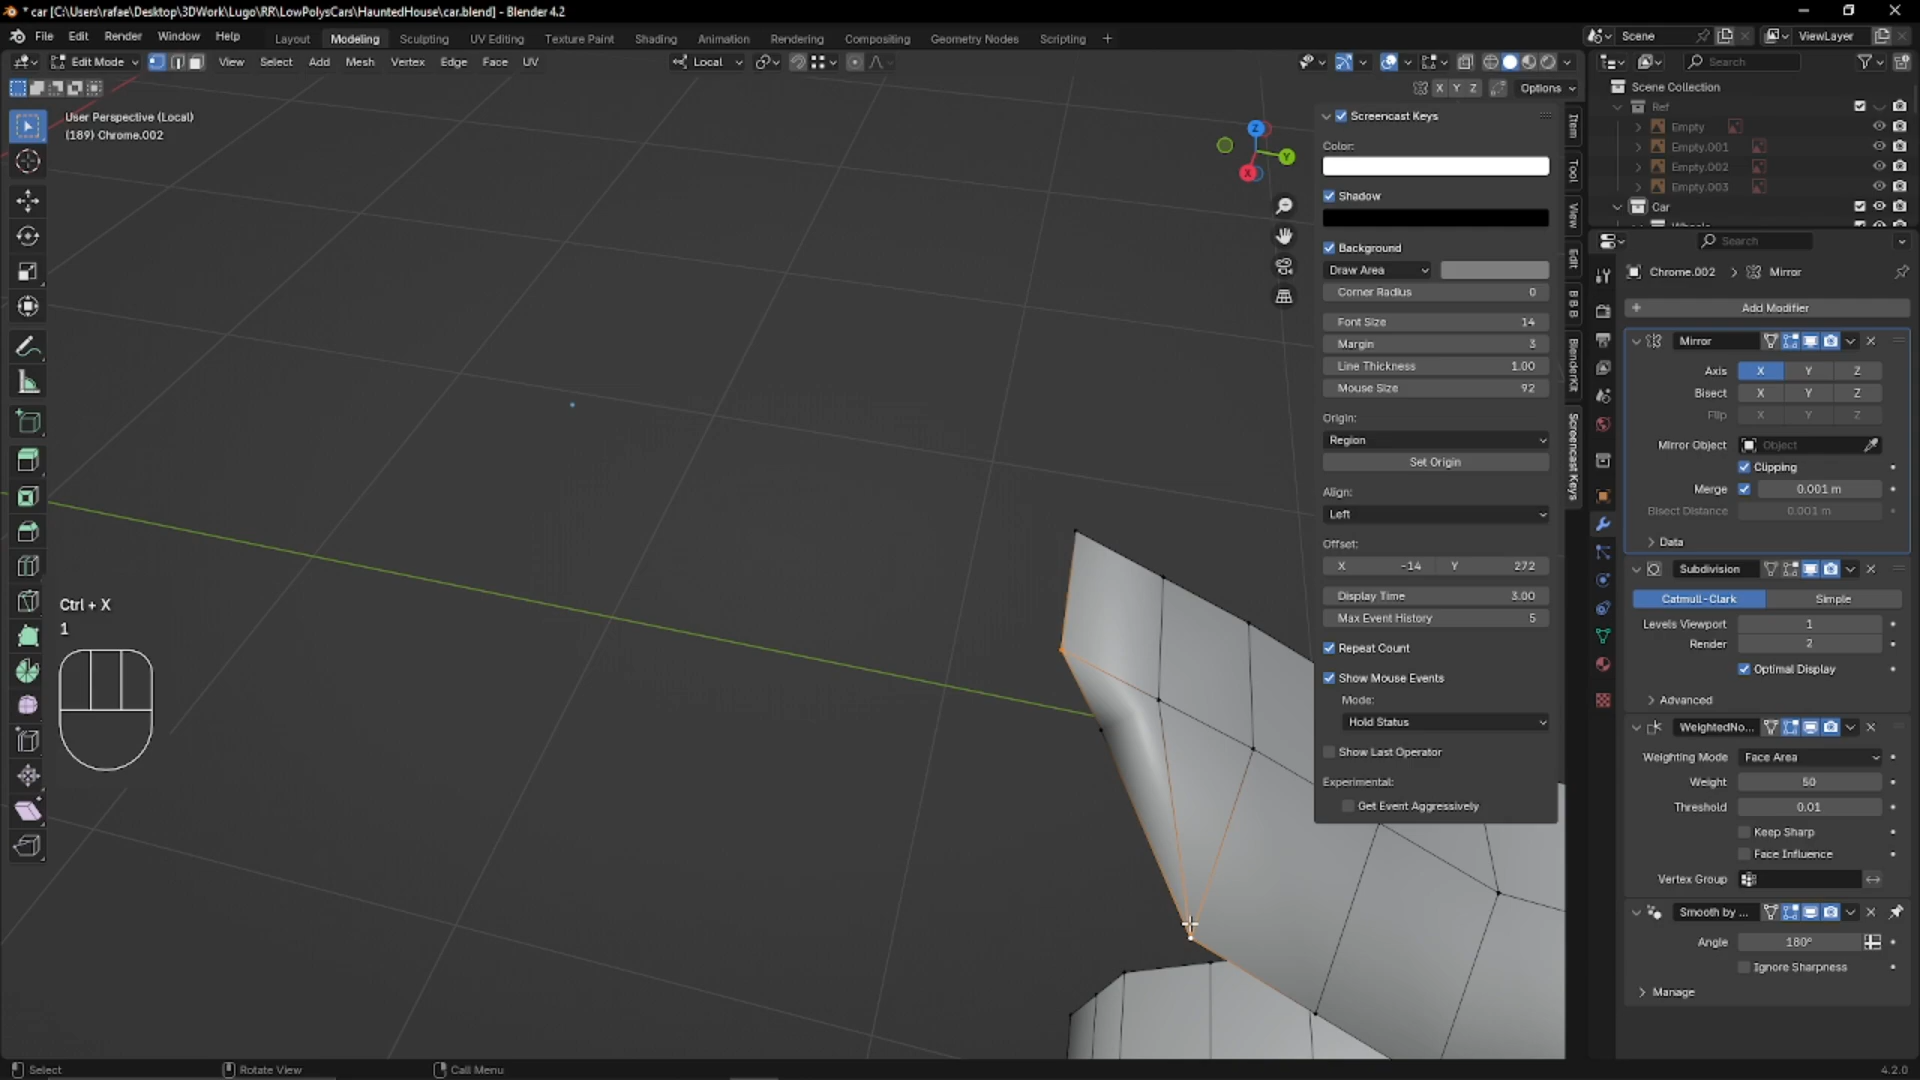 * car [C:\Users\rafae\Desktop\3DWork\Lugo\RR\LowPolysCars\HauntedHouse\car.blend] - Blender 4.2
File Edit Render Window Help
Layout Modeling Sculpting UV Editing Texture Paint Shading Animation Rendering Compositing Geometry Nodes Scripting +
Scene
ViewLayer
Edit Mode
View Select Add Mesh Vertex Edge Face UV
Local
Search
X Y Z
Options
User Perspective (Local)
(189) Chrome.002
Z
Y
X
Screencast Keys
Color:
Shadow
Background
Draw Area
Corner Radius 0
Font Size 14
Margin 3
Line Thickness 1.00
Mouse Size 92
Origin:
Region
Set Origin
Align:
Left
Offset:
X -14 Y 272
Display Time 3.00
Max Event History 5
Repeat Count
Show Mouse Events
Mode:
Hold Status
Show Last Operator
Experimental:
Get Event Aggressively
Item
Tool
View
Edit
B B B
BlenderKit
Screencast Keys
Scene Collection
Ref
Empty
Empty.001
Empty.002
Empty.003
Car
Search
Chrome.002 > Mirror
+ Add Modifier
Mirror
Axis X Y Z
Bisect X Y Z
Flip X Y Z
Mirror Object Object
Clipping
Merge 0.001 m
Bisect Distance 0.001 m
Data
Subdivision
Catmull-Clark Simple
Levels Viewport 1
Render 2
Optimal Display
Advanced
WeightedNo...
Weighting Mode Face Area
Weight 50
Threshold 0.01
Keep Sharp
Face Influence
Vertex Group
Smooth by ...
Angle 180°
Ignore Sharpness
Manage
Ctrl + X
1
Select
Rotate View
Call Menu
4.2.0